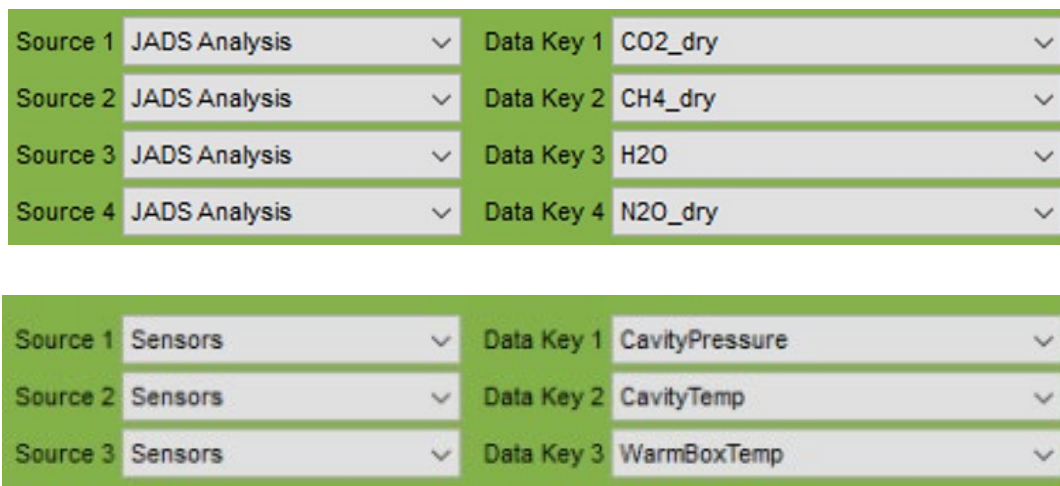 Source 1 JADS Analysis Data Key 1 CO2_dry
Source 2 JADS Analysis Data Key 2 CH4_dry
Source 3 JADS Analysis Data Key 3 H2O
Source 4 JADS Analysis Data Key 4 N2O_dry
Source 1 Sensors Data Key 1 CavityPressure
Source 2 Sensors Data Key 2 CavityTemp
Source 3 Sensors Data Key 3 WarmBoxTemp